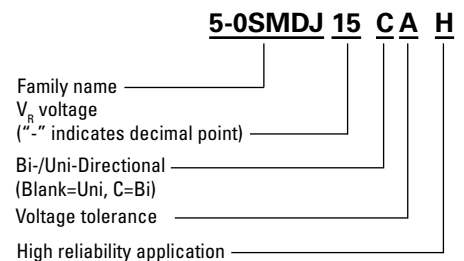 5-0SMDJ 15 C A H
Family name
VR voltage
("-" indicates decimal point)
Bi-/Uni-Directional
(Blank=Uni, C=Bi)
Voltage tolerance
High reliability application